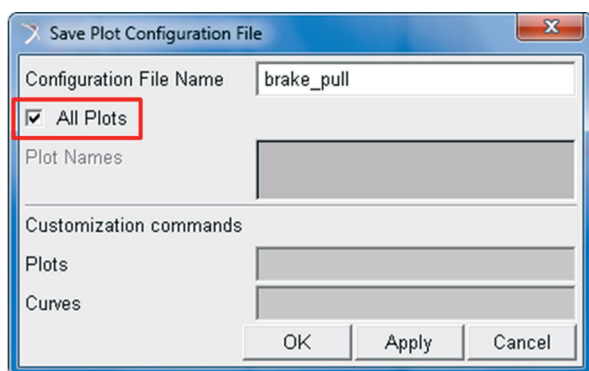 Save Plot Configuration File
Configuration File Name brake_pull
All Plots
Plot Names
Customization commands
Plots
Curves
OK Apply Cancel